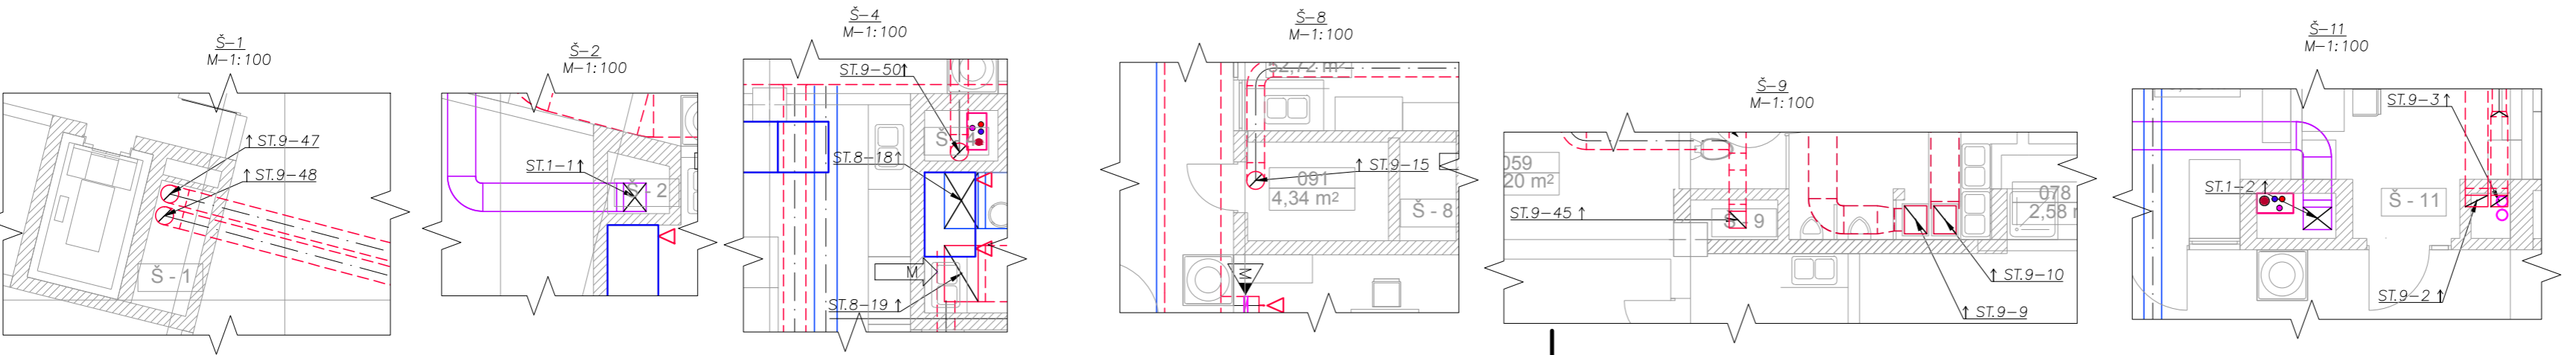 Š-1
M-1:100
↑ ST.9-47
↑ ST.9-48
Š - 1
Š-2
M-1:100
ST.1-1↑
Š - 2
Š-4
M-1:100
ST.9-50↑
ST.8-18↑
M
ST.8-19 ↑
Š-8
M-1:100
52,72 m²
↑ ST.9-15
091
4,34 m²
Š - 8
M
Š-9
M-1:100
059
20 m²
ST.9-45 ↑
Š - 9
078
2,58
↑ ST.9-10
↑ ST.9-9
Š-11
M-1:100
ST.9-3 ↑
ST.1-2 ↑
Š - 11
ST.9-2 ↑